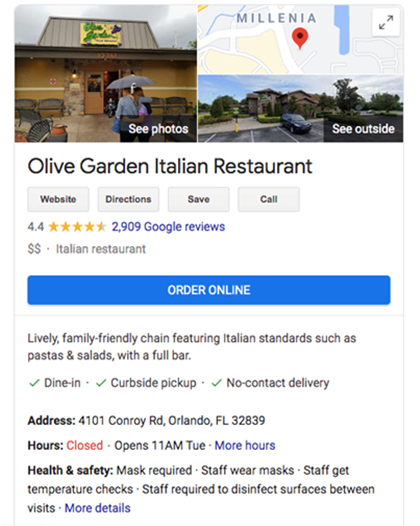 MILLENIA
Olive Garden
See photos
See outside
Olive Garden Italian Restaurant
Website
Directions
Save
Call
4.4 2,909 Google reviews
$$ · Italian restaurant
ORDER ONLINE
Lively, family-friendly chain featuring Italian standards such as
pastas & salads, with a full bar.
✓ Dine-in · ✓ Curbside pickup · ✓ No-contact delivery
Address: 4101 Conroy Rd, Orlando, FL 32839
Hours: Closed · Opens 11AM Tue · More hours
Health & safety: Mask required · Staff wear masks · Staff get
temperature checks · Staff required to disinfect surfaces between
visits · More details